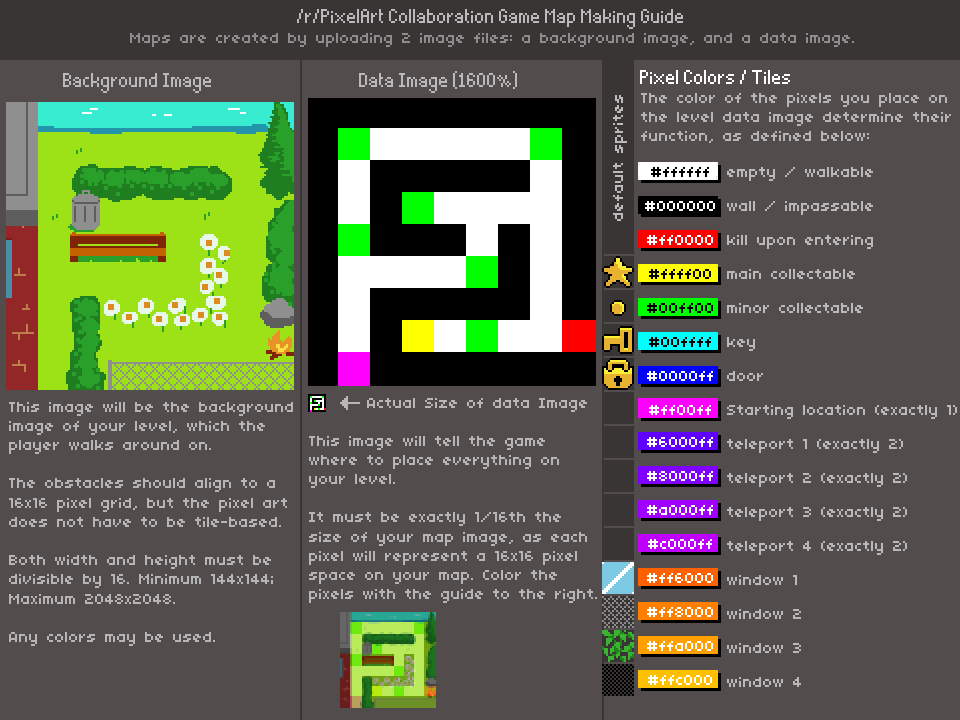 /r/PixelArt Collaboration Game Map Making Guide
Maps are created by uploading 2 image files: a background image, and a data image.
Background Image
This image will be the background
image of your level, which the
player walks around on.
The obstacles should align to a
16x16 pixel grid, but the pixel art
does not have to be tile-based.
Both width and height must be
divisible by 16. Minimum 144x144;
Maximum 2048x2048.
Any colors may be used.
Data Image (1600%)
Actual Size of data Image
This image will tell the game
where to place everything on
your level.
It must be exactly 1/16th the
size of your map image, as each
pixel will represent a 16x16 pixel
space on your map. Color the
pixels with the guide to the right.
default sprites
Pixel Colors / Tiles
The color of the pixels you place on
the level data image determine their
function, as defined below:
#ffffff empty / walkable
#000000 wall / impassable
#ff0000 kill upon entering
#ffff00 main collectable
#00ff00 minor collectable
#00ffff key
#0000ff door
#ff00ff Starting location (exactly 1)
#6000ff teleport 1 (exactly 2)
#8000ff teleport 2 (exactly 2)
#a000ff teleport 3 (exactly 2)
#c000ff teleport 4 (exactly 2)
#ff6000 window 1
#ff8000 window 2
#ffa000 window 3
#ffc000 window 4